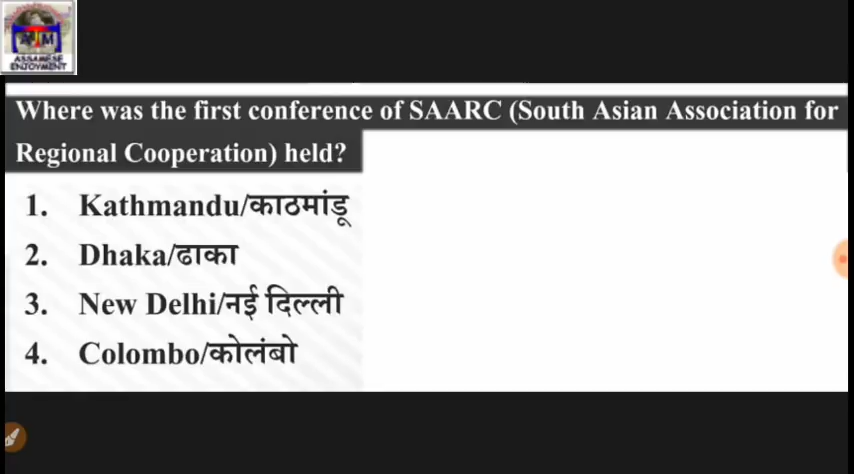 ATM
ASSAMESE
ENJOYMENT
Where was the first conference of SAARC (South Asian Association for
Regional Cooperation) held?
1. Kathmandu/काठमांडू
2. Dhaka/ढाका
3. New Delhi/नई दिल्ली
4. Colombo/कोलंबो